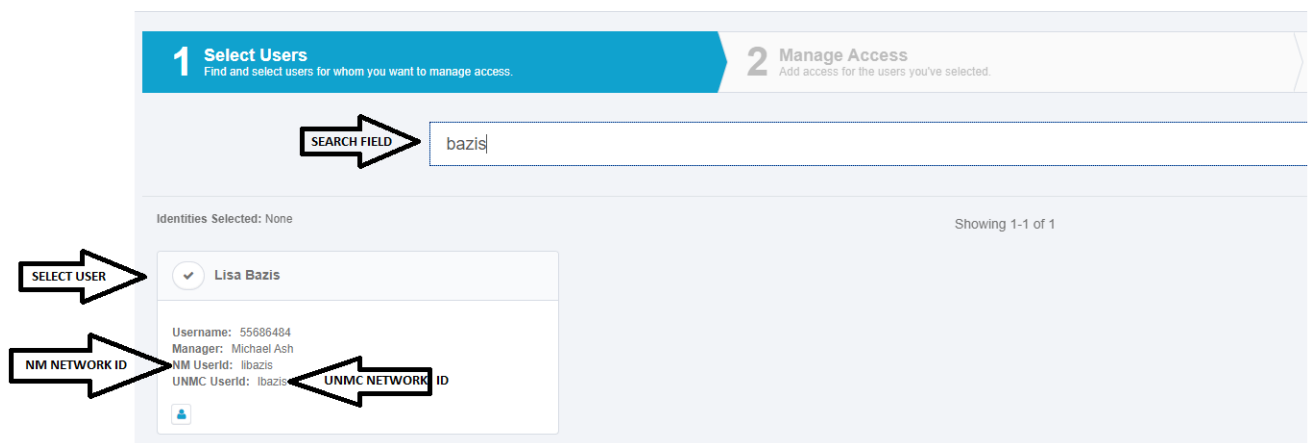 1 Select Users
Find and select users for whom you want to manage access.
2 Manage Access
Add access for the users you've selected.
SEARCH FIELD
bazis
Identities Selected: None
Showing 1-1 of 1
SELECT USER
Lisa Bazis
Username: 55686484
Manager: Michael Ash
NM NETWORK ID
NM UserId: libazis
UNMC UserId: lbazis
UNMC NETWORK ID